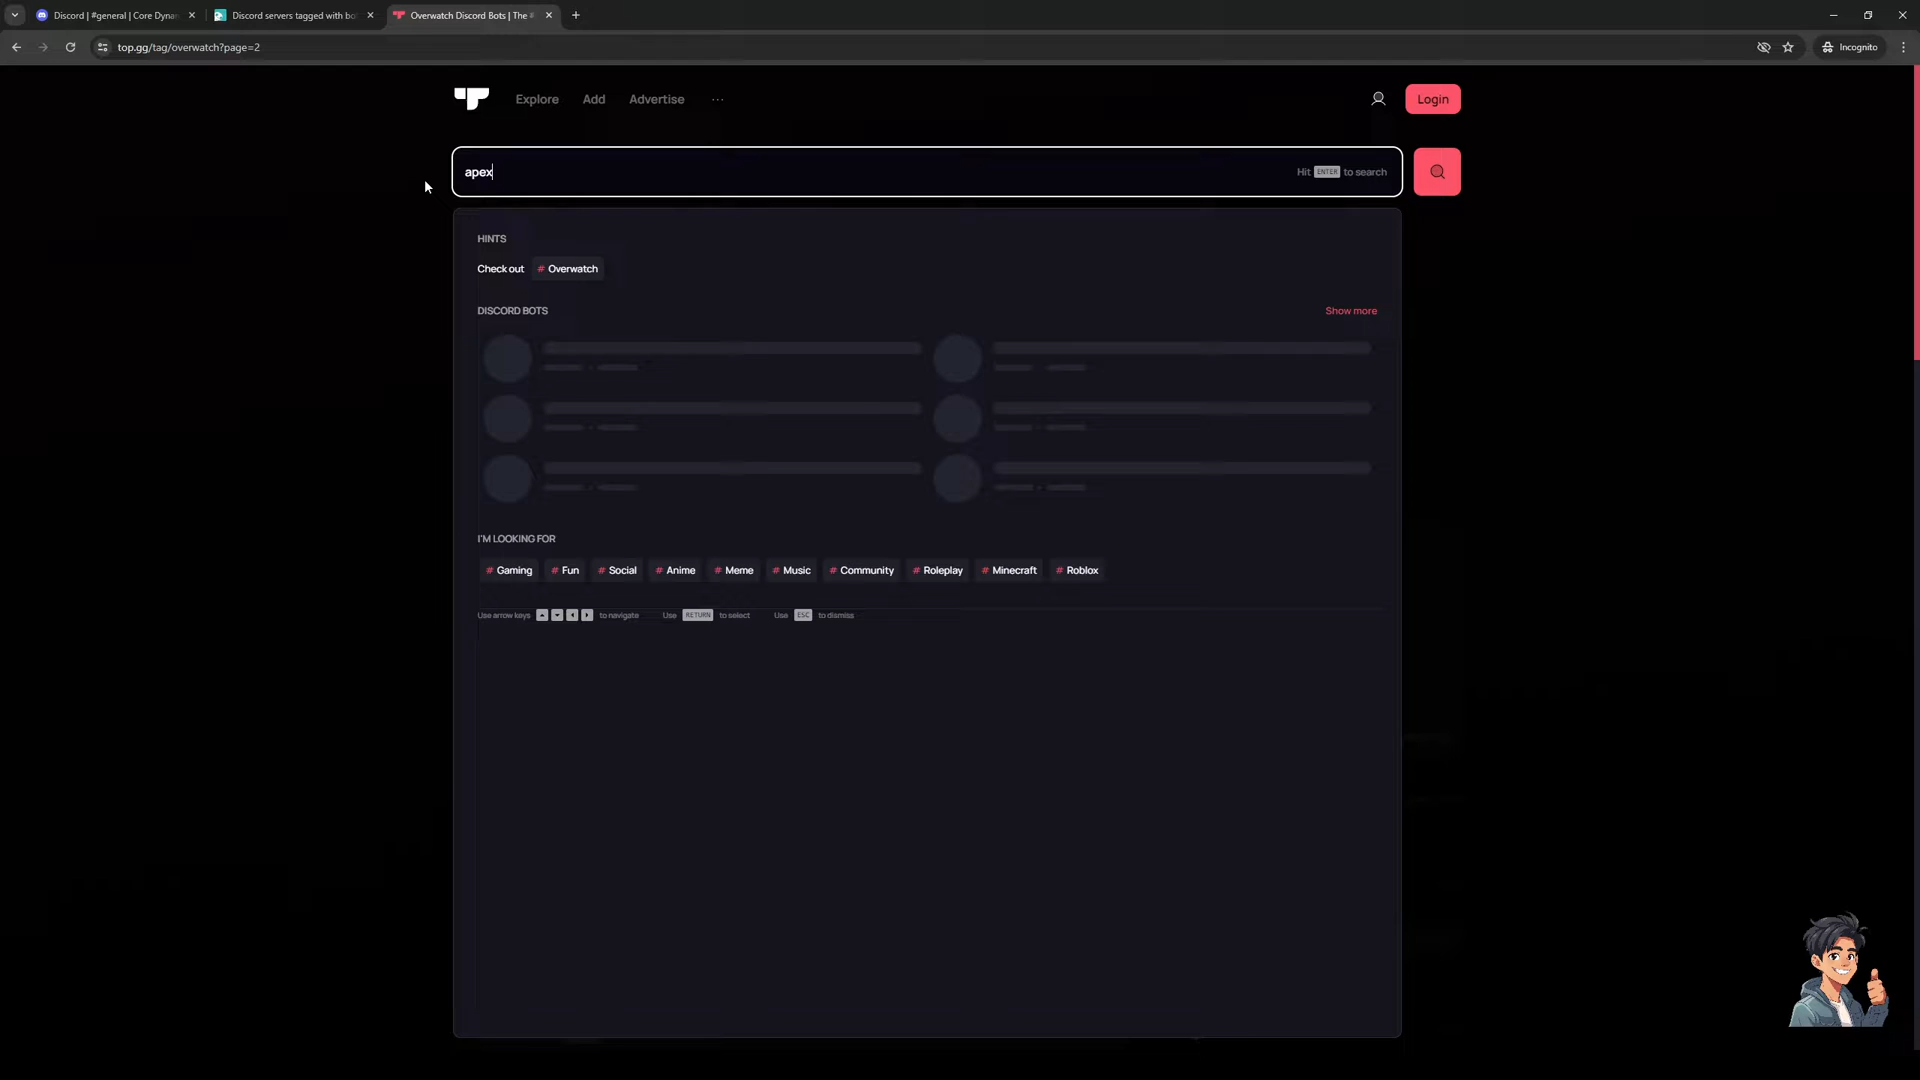 Discord | #general | Core Dynam
Discord servers tagged with bo
Overwatch Discord Bots | The #
top.gg/tag/overwatch?page=2
Incognito
Explore
Add
Advertise
Login
apex
Hit ENTER to search
HINTS
Check out # Overwatch
DISCORD BOTS
Show more
I'M LOOKING FOR
# Gaming # Fun # Social # Anime # Meme # Music # Community # Roleplay # Minecraft # Roblox
Use arrow keys to navigate Use RETURN to select Use ESC to dismiss